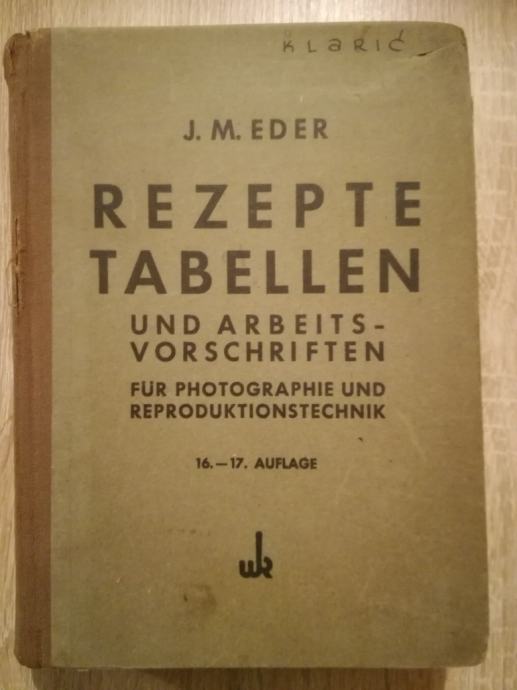 KLARIĆ
J. M. EDER
REZEPTE
TABELLEN
UND ARBEITS-
VORSCHRIFTEN
FÜR PHOTOGRAPHIE UND
REPRODUKTIONSTECHNIK
16.—17. AUFLAGE
wk